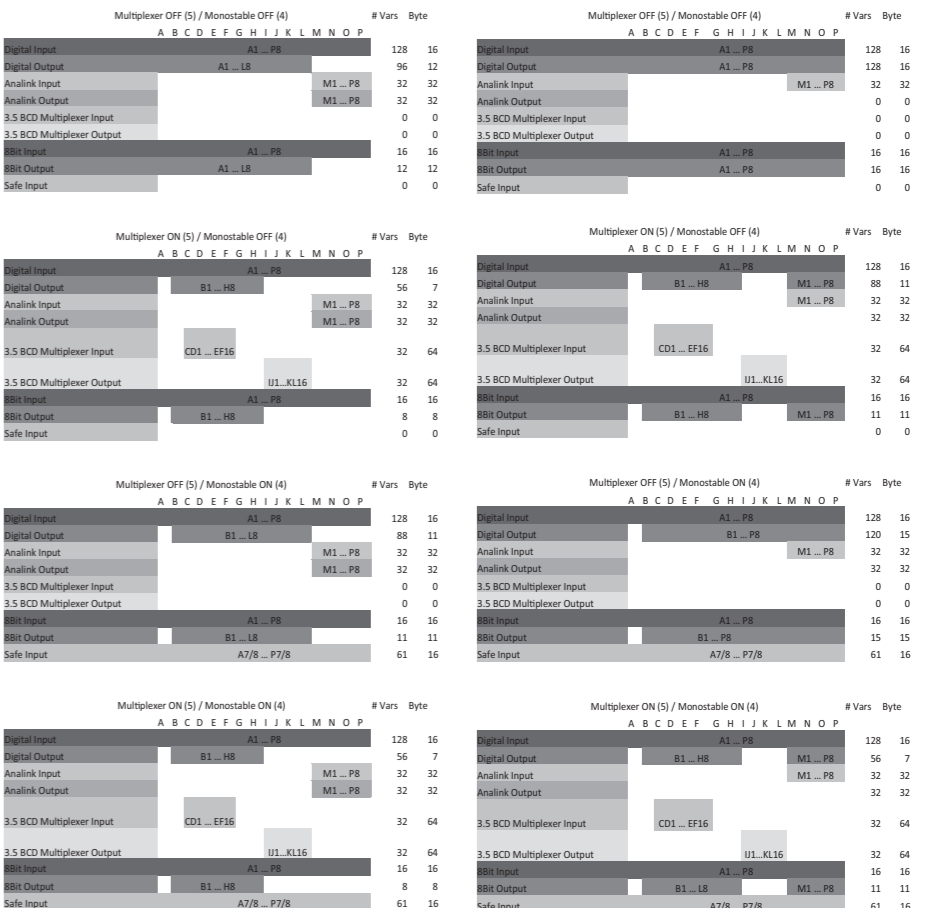 Multiplexer OFF (5) / Monostable OFF (4) # Vars Byte
A B C D E F G H I J K L M N O P
Digital Input A1 ... P8 128 16
Digital Output A1 ... L8 96 12
Analink Input M1 ... P8 32 32
Analink Output M1 ... P8 32 32
3.5 BCD Multiplexer Input 0 0
3.5 BCD Multiplexer Output 0 0
8Bit Input A1 ... P8 16 16
8Bit Output A1 ... L8 12 12
Safe Input 0 0
Multiplexer OFF (5) / Monostable OFF (4) # Vars Byte
A B C D E F G H I J K L M N O P
Digital Input A1 ... P8 128 16
Digital Output A1 ... P8 128 16
Analink Input M1 ... P8 32 32
Analink Output 0 0
3.5 BCD Multiplexer Input 0 0
3.5 BCD Multiplexer Output 0 0
8Bit Input A1 ... P8 16 16
8Bit Output A1 ... P8 16 16
Safe Input 0 0
Multiplexer ON (5) / Monostable OFF (4) # Vars Byte
A B C D E F G H I J K L M N O P
Digital Input A1 ... P8 128 16
Digital Output B1 ... H8 56 7
Analink Input M1 ... P8 32 32
Analink Output M1 ... P8 32 32
3.5 BCD Multiplexer Input CD1 ... EF16 32 64
3.5 BCD Multiplexer Output IJ1...KL16 32 64
8Bit Input A1 ... P8 16 16
8Bit Output B1 ... H8 8 8
Safe Input 0 0
Multiplexer ON (5) / Monostable OFF (4) # Vars Byte
A B C D E F G H I J K L M N O P
Digital Input A1 ... P8 128 16
Digital Output B1 ... H8 M1 ... P8 88 11
Analink Input M1 ... P8 32 32
Analink Output 32 32
3.5 BCD Multiplexer Input CD1 ... EF16 32 64
3.5 BCD Multiplexer Output IJ1...KL16 32 64
8Bit Input A1 ... P8 16 16
8Bit Output B1 ... H8 M1 ... P8 11 11
Safe Input 0 0
Multiplexer OFF (5) / Monostable ON (4) # Vars Byte
A B C D E F G H I J K L M N O P
Digital Input A1 ... P8 128 16
Digital Output B1 ... L8 88 11
Analink Input M1 ... P8 32 32
Analink Output M1 ... P8 32 32
3.5 BCD Multiplexer Input 0 0
3.5 BCD Multiplexer Output 0 0
8Bit Input A1 ... P8 16 16
8Bit Output B1 ... L8 11 11
Safe Input A7/8 ... P7/8 61 16
Multiplexer OFF (5) / Monostable ON (4) # Vars Byte
A B C D E F G H I J K L M N O P
Digital Input A1 ... P8 128 16
Digital Output B1 ... P8 120 15
Analink Input M1 ... P8 32 32
Analink Output 32 32
3.5 BCD Multiplexer Input 0 0
3.5 BCD Multiplexer Output 0 0
8Bit Input A1 ... P8 16 16
8Bit Output B1 ... P8 15 15
Safe Input A7/8 ... P7/8 61 16
Multiplexer ON (5) / Monostable ON (4) # Vars Byte
A B C D E F G H I J K L M N O P
Digital Input A1 ... P8 128 16
Digital Output B1 ... H8 56 7
Analink Input M1 ... P8 32 32
Analink Output M1 ... P8 32 32
3.5 BCD Multiplexer Input CD1 ... EF16 32 64
3.5 BCD Multiplexer Output IJ1...KL16 32 64
8Bit Input A1 ... P8 16 16
8Bit Output B1 ... H8 8 8
Safe Input A7/8 ... P7/8 61 16
Multiplexer ON (5) / Monostable ON (4) # Vars Byte
A B C D E F G H I J K L M N O P
Digital Input A1 ... P8 128 16
Digital Output B1 ... H8 M1 ... P8 56 7
Analink Input M1 ... P8 32 32
Analink Output 32 32
3.5 BCD Multiplexer Input CD1 ... EF16 32 64
3.5 BCD Multiplexer Output IJ1...KL16 32 64
8Bit Input A1 ... P8 16 16
8Bit Output B1 ... L8 M1 ... P8 11 11
Safe Input A7/8 ... P7/8 61 16